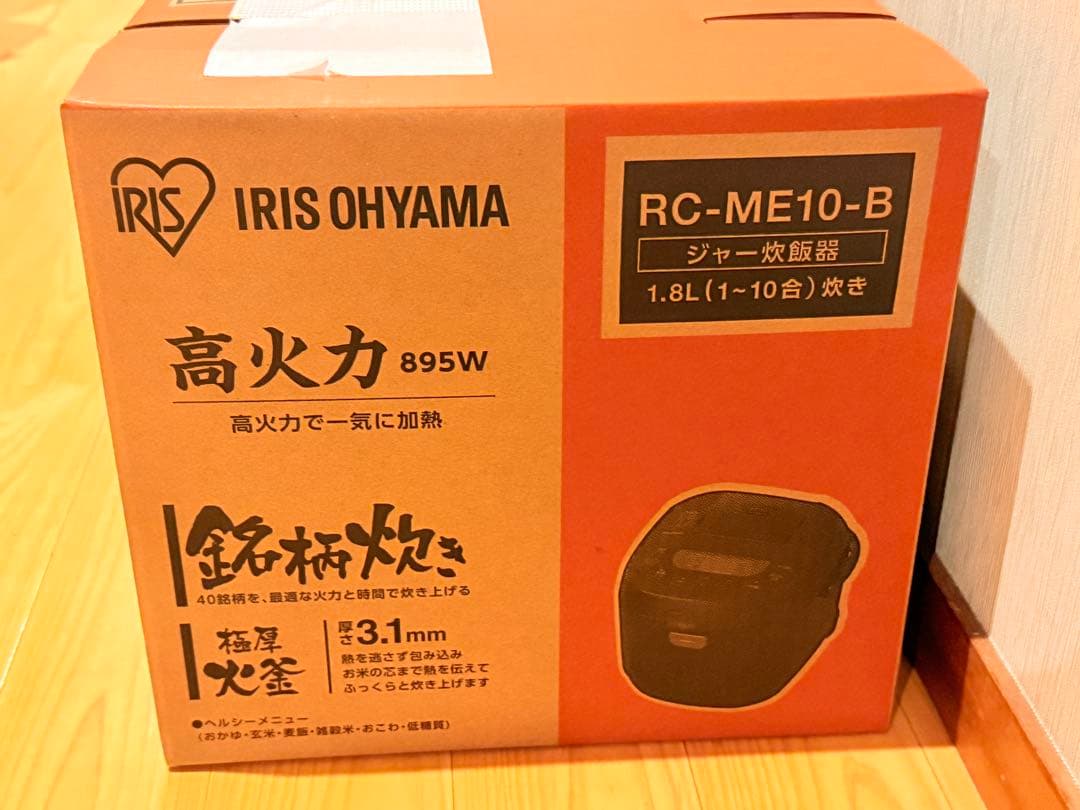 IRIS
IRIS OHYAMA
RC-ME10-B
ジャー炊飯器
1.8L(1~10合)炊き
高火力 895W
高火力で一気に加熱
銘柄炊き
40銘柄を、最適な火力と時間で炊き上げる
極厚
火釜
厚さ3.1mm
熱を逃さず包み込み
お米の芯まで熱を伝えて
ふっくらと炊き上げます
●ヘルシーメニュー
(おかゆ・玄米・麦飯・雑穀米・おこわ・低糖質)